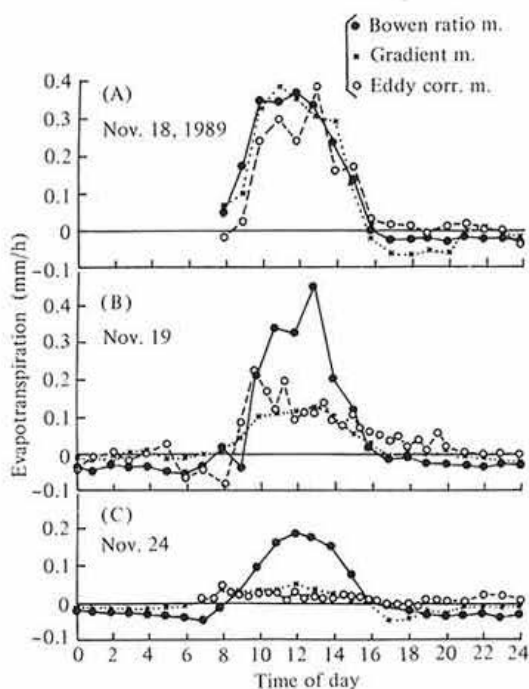 Bowen ratio m.
Gradient m.
Eddy corr. m.
0.4
(A)
Nov. 18, 1989
0.3
0.2
0.1
0
-0.1
(B)
Nov. 19
0.4
0.3
0.2
0.1
0
-0.1
(C)
Nov. 24
0.2
0.1
0
-0.1
0 2 4 6 8 10 12 14 16 18 20 22 24
Time of day
Evapotranspiration (mm/h)